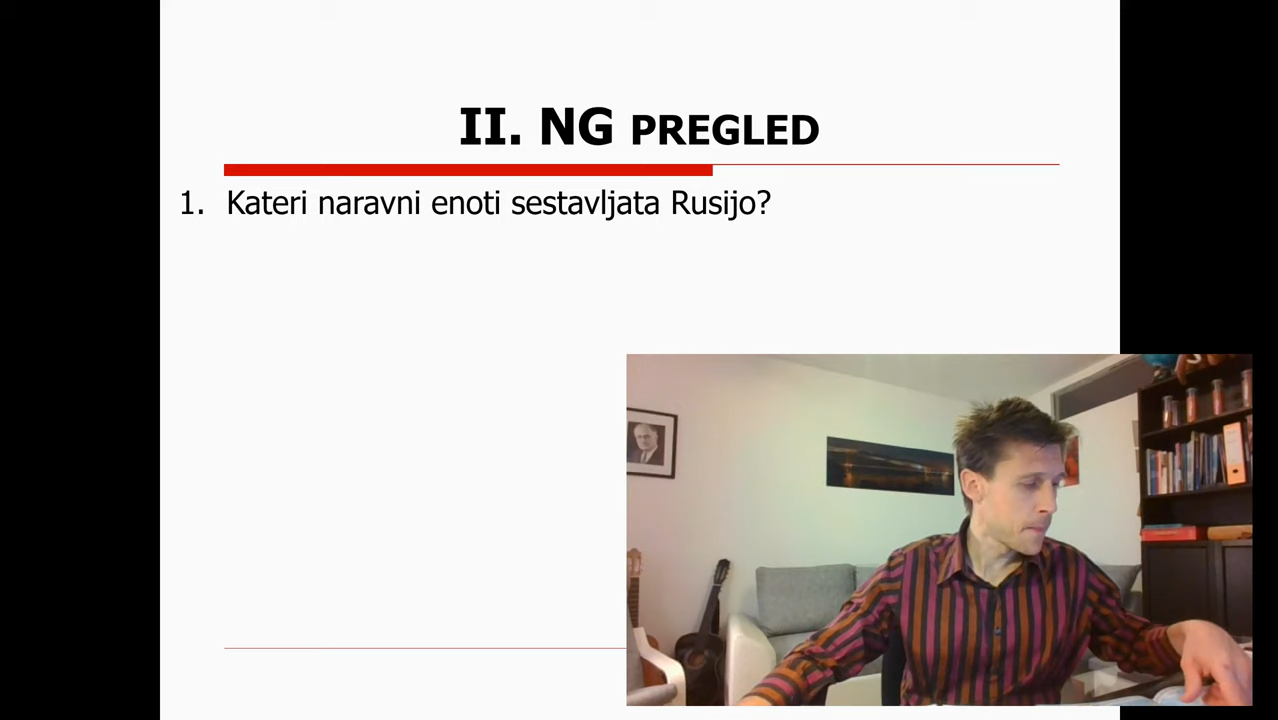 II. NG PREGLED
1. Kateri naravni enoti sestavljata Rusijo?